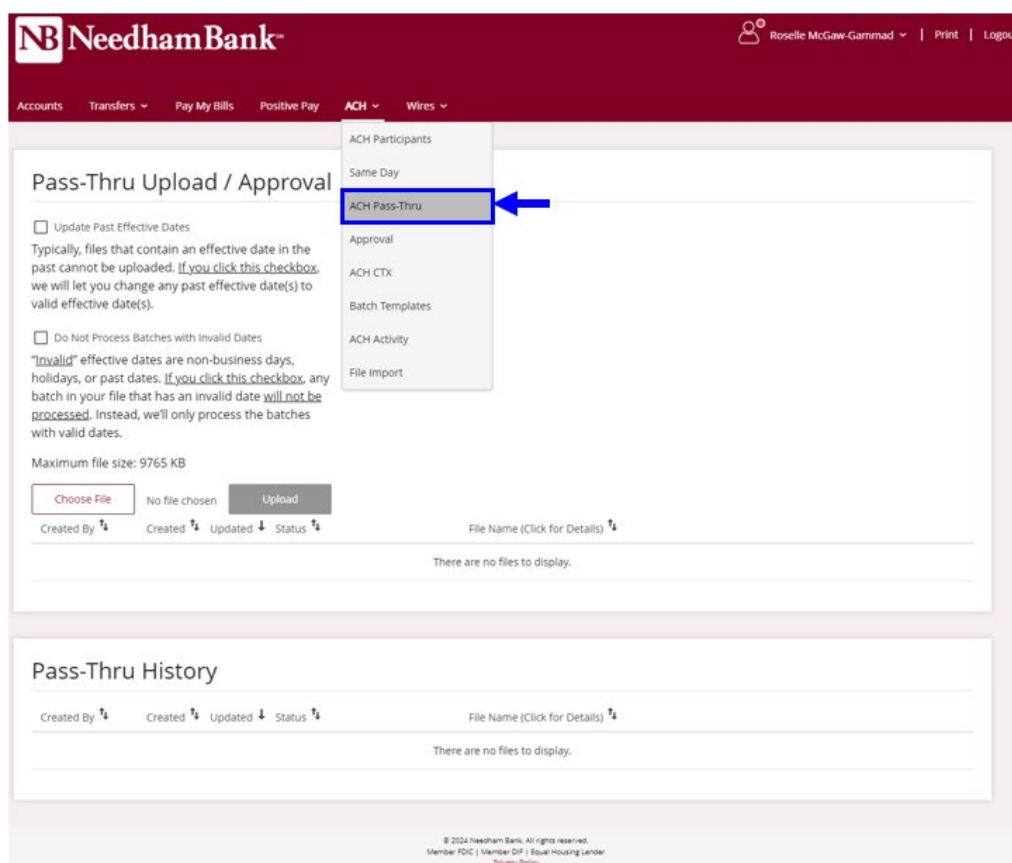 NB NeedhamBank
Roselle McGaw-Gammad | Print | Logou
Accounts Transfers Pay My Bills Positive Pay ACH Wires
ACH Participants
Same Day
ACH Pass-Thru
Approval
ACH CTX
Batch Templates
ACH Activity
File Import
Pass-Thru Upload / Approval
Update Past Effective Dates
Typically, files that contain an effective date in the
past cannot be uploaded. If you click this checkbox,
we will let you change any past effective date(s) to
valid effective date(s).
Do Not Process Batches with Invalid Dates
"Invalid" effective dates are non-business days,
holidays, or past dates. If you click this checkbox, any
batch in your file that has an invalid date will not be
processed. Instead, we'll only process the batches
with valid dates.
Maximum file size: 9765 KB
Choose File No file chosen Upload
Created By Created Updated Status File Name (Click for Details)
There are no files to display.
Pass-Thru History
Created By Created Updated Status File Name (Click for Details)
There are no files to display.
© 2024 Needham Bank. All rights reserved.
Member FDIC | Member DIF | Equal Housing Lender
Privacy Policy